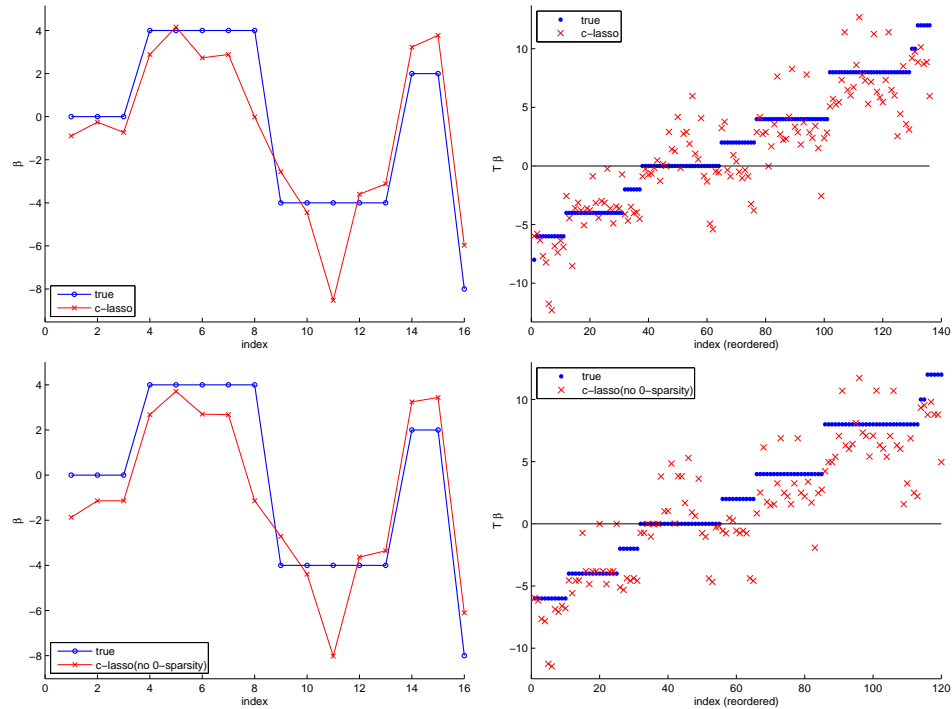 4
2
0
−2
−4
−6
−8
β
true
c−lasso
0 2 4 6 8 10 12 14 16
index
true
c−lasso
10
5
0
−5
−10
T β
0 20 40 60 80 100 120 140
index (reordered)
4
2
0
−2
−4
−6
−8
β
true
c−lasso(no 0−sparsity)
0 2 4 6 8 10 12 14 16
index
true
c−lasso(no 0−sparsity)
10
5
0
−5
−10
T β
0 20 40 60 80 100 120
index (reordered)